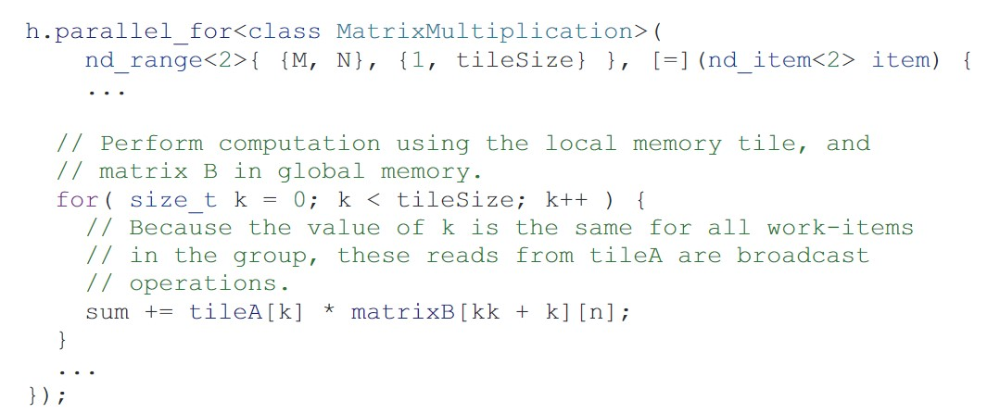 h.parallel_for<class MatrixMultiplication>(
nd_range<2>{ {M, N}, {1, tileSize} }, [=](nd_item<2> item) {
...
// Perform computation using the local memory tile, and
// matrix B in global memory.
for( size_t k = 0; k < tileSize; k++ ) {
// Because the value of k is the same for all work-items
// in the group, these reads from tileA are broadcast
// operations.
sum += tileA[k] * matrixB[kk + k][n];
}
...
});